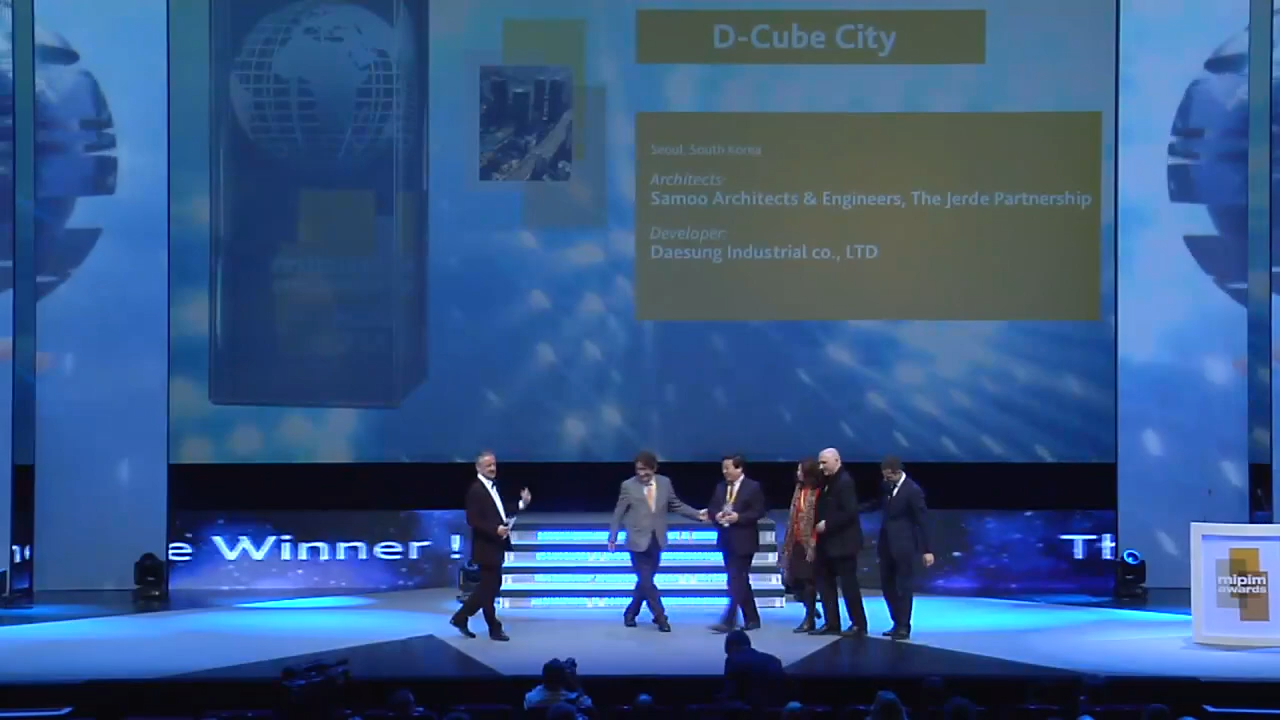 D-Cube City
Seoul, South Korea
Architects:
Samoo Architects & Engineers, The Jerde Partnership
Developer:
Daesung Industrial co., LTD
e Winner !
Th
mipim
awards